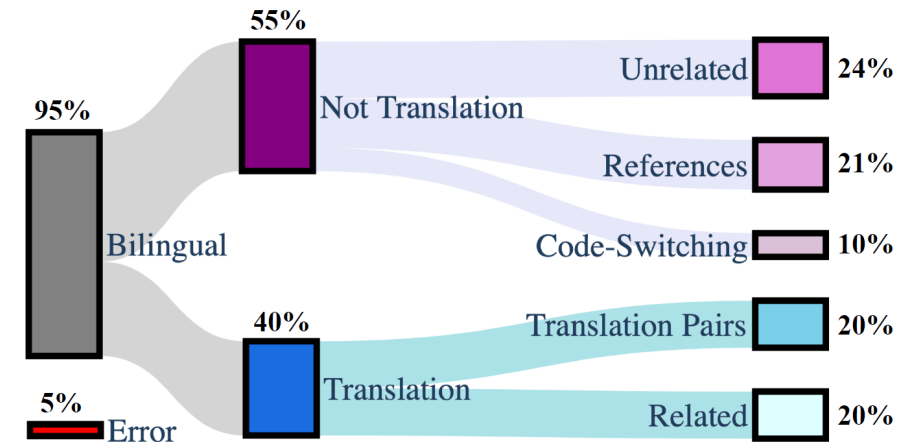 55%
95%
Not Translation
Bilingual
5%
Error
40%
Translation
Unrelated 24%
References 21%
Code-Switching 10%
Translation Pairs 20%
Related 20%